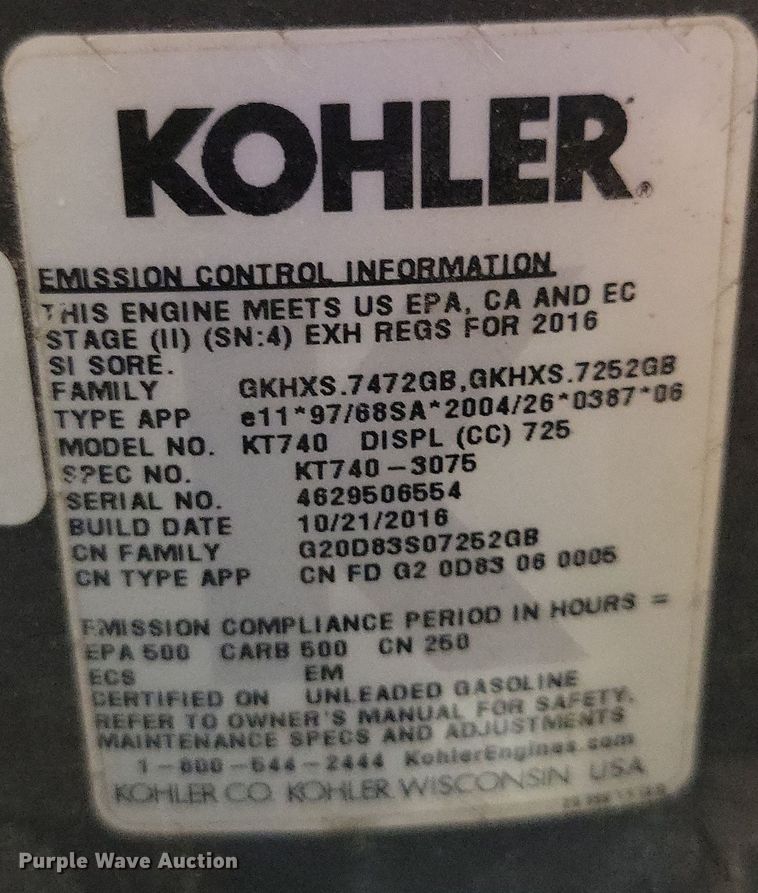 KOHLER®
EMISSION CONTROL INFORMATION
THIS ENGINE MEETS US EPA, CA AND EC
STAGE (II) (SN:4) EXH REGS FOR 2016
SI SORE.
FAMILY GKHXS.7472GB,GKHXS.7252GB
TYPE APP e11*97/68SA*2004/26*0387*06
MODEL NO. KT740 DISPL (CC) 725
SPEC NO. KT740-3075
SERIAL NO. 4629506554
BUILD DATE 10/21/2016
CN FAMILY G20D83S07252GB
CN TYPE APP CN FD G2 0D83 06 0005
EMISSION COMPLIANCE PERIOD IN HOURS =
EPA 500 CARB 500 CN 250
ECS EM
CERTIFIED ON UNLEADED GASOLINE
REFER TO OWNER'S MANUAL FOR SAFETY,
MAINTENANCE SPECS AND ADJUSTMENTS
1-800-544-2444 KohlerEngines.com
KOHLER CO. KOHLER WISCONSIN USA
Purple Wave Auction